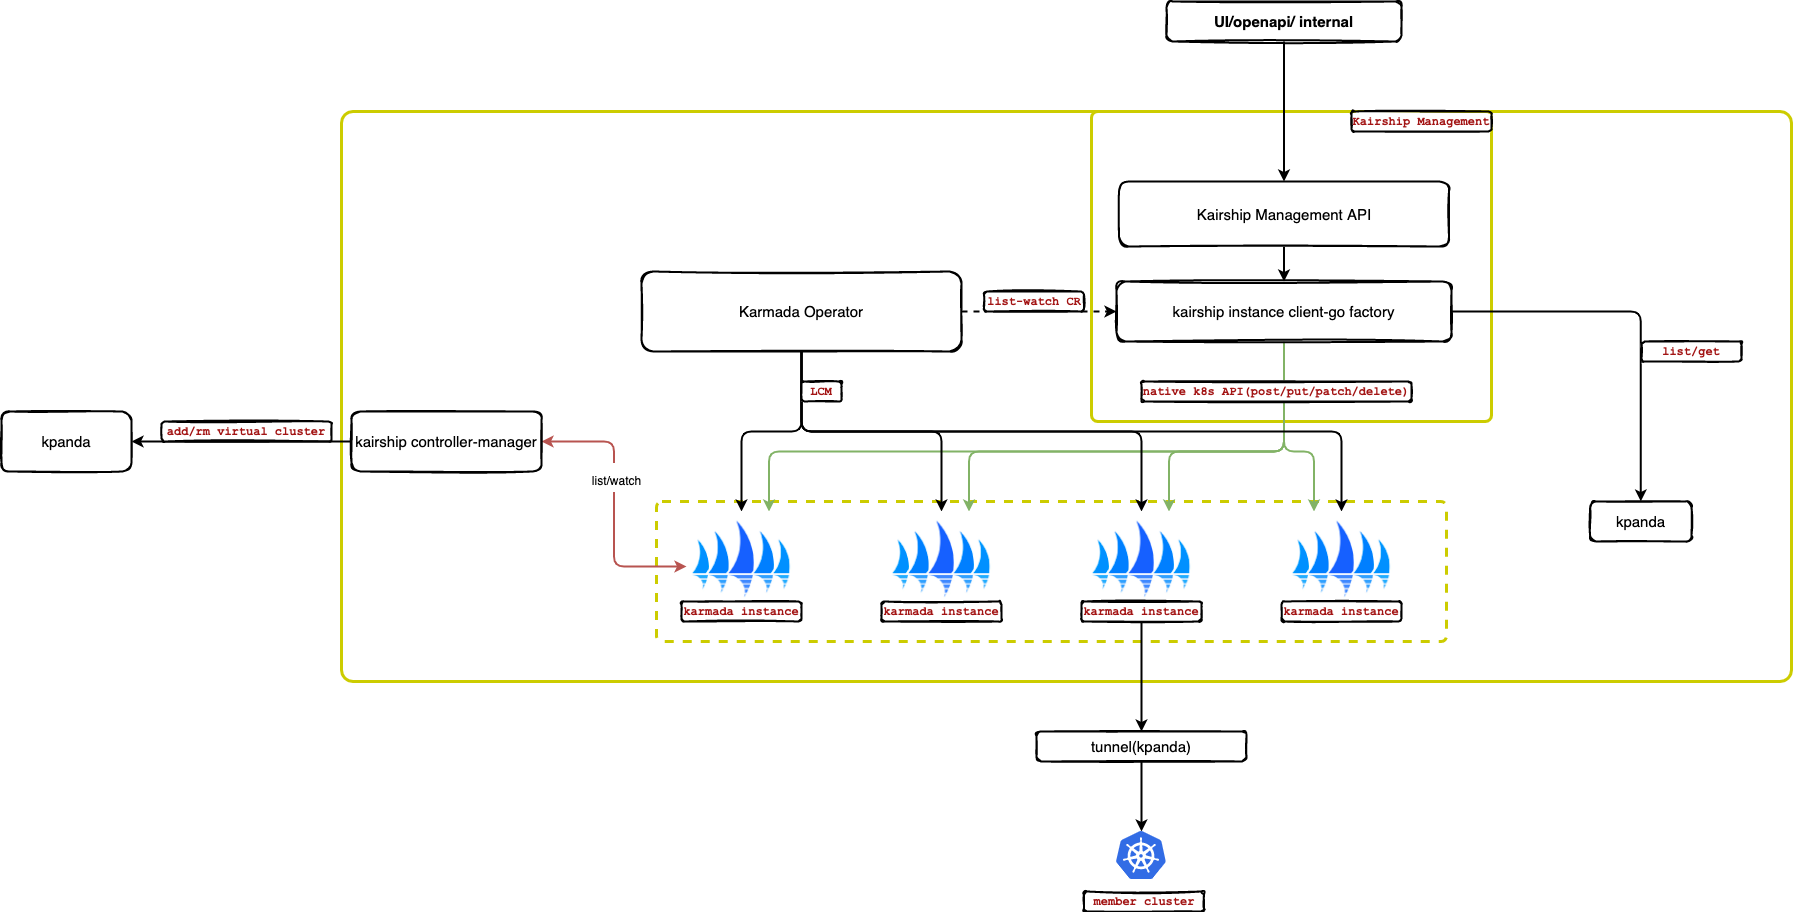 UI/openapi/ internal
Kairship Management
Kairship Management API
Karmada Operator
list-watch CR
kairship instance client-go factory
list/get
LCM
native k8s API(post/put/patch/delete)
kpanda
add/rm virtual cluster
kairship controller-manager
list/watch
kpanda
karmada instance
karmada instance
karmada instance
karmada instance
tunnel(kpanda)
member cluster